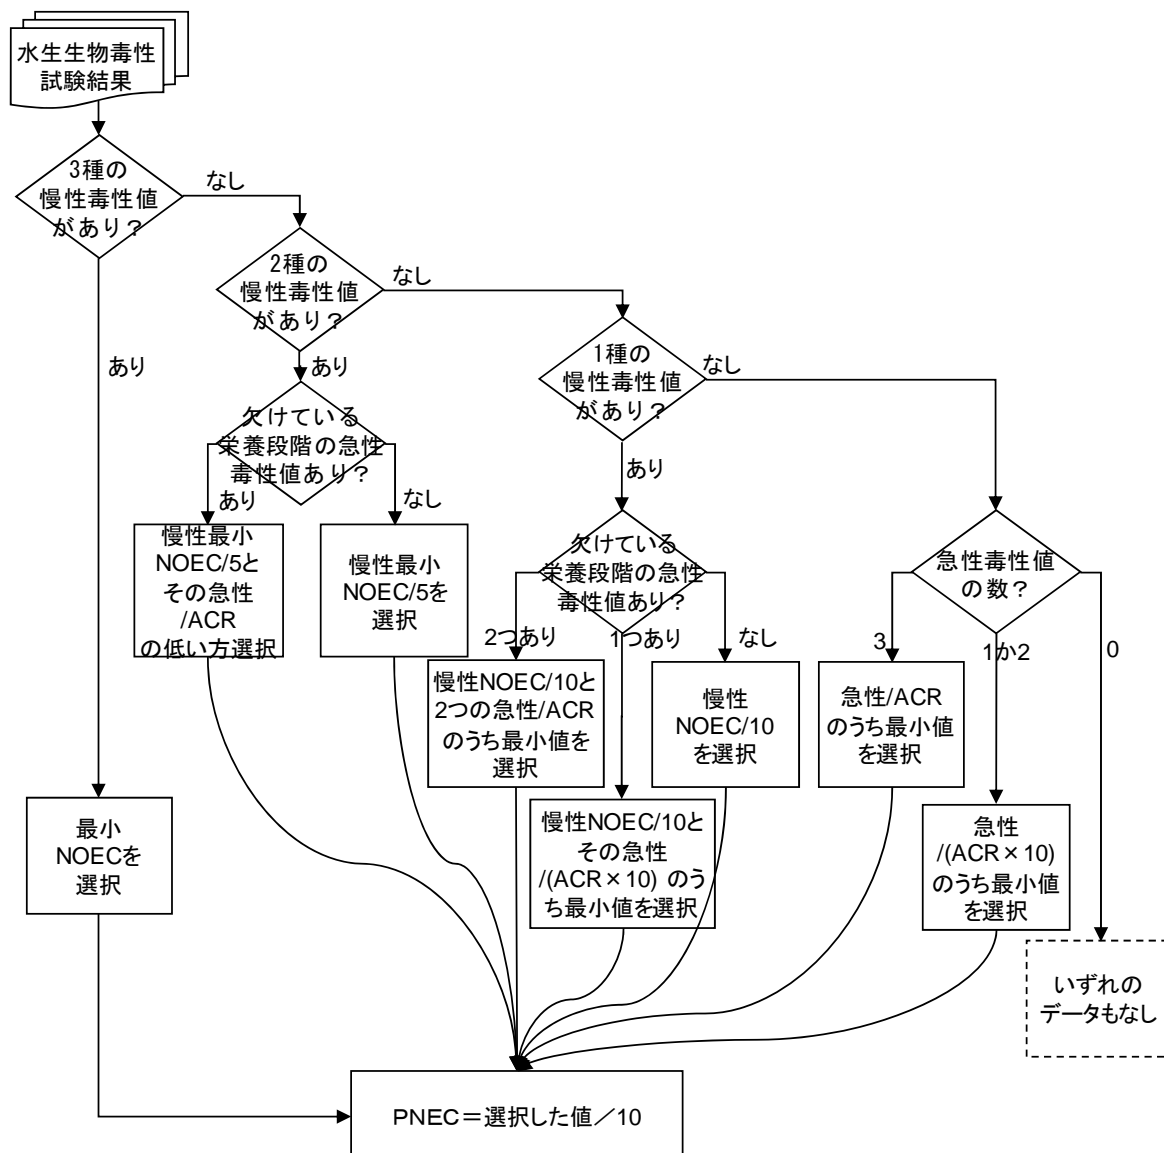 水生生物毒性
試験結果
3種の
慢性毒性値
があり？
なし
2種の
慢性毒性値
があり？
なし
1種の
慢性毒性値
があり？
なし
あり
あり
欠けている
栄養段階の急性
毒性値あり？
あり
なし
あり
慢性最小
NOEC/5と
その急性
/ACR
の低い方選択
慢性最小
NOEC/5を
選択
欠けている
栄養段階の急性
毒性値あり？
急性毒性値
の数？
2つあり
1つあり
なし
3
1か2
0
慢性NOEC/10と
2つの急性/ACR
のうち最小値を
選択
慢性
NOEC/10
を選択
急性/ACR
のうち最小値
を選択
最小
NOECを
選択
慢性NOEC/10と
その急性
/(ACR×10) のう
ち最小値を選択
急性
/(ACR×10)
のうち最小値
を選択
いずれの
データもなし
PNEC＝選択した値／10